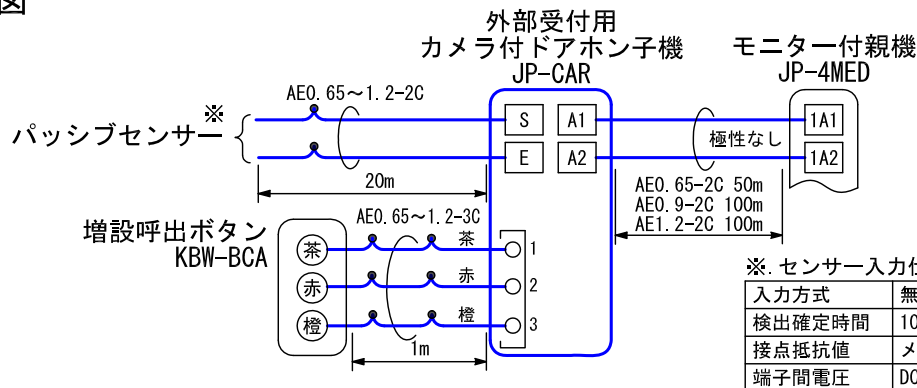 図
外部受付用
カメラ付ドアホン子機
JP-CAR
モニター付親機
JP-4MED
AE0.65～1.2-2C
※
パッシブセンサー
S
A1
1A1
極性なし
E
A2
1A2
20m
AE0.65-2C 50m
AE0.9-2C 100m
AE1.2-2C 100m
AE0.65～1.2-3C
増設呼出ボタン
KBW-BCA
茶
茶
1
赤
赤
2
橙
橙
3
1m
※.センサー入力仕
入力方式
無
検出確定時間
10
接点抵抗値
メ
端子間電圧
DC